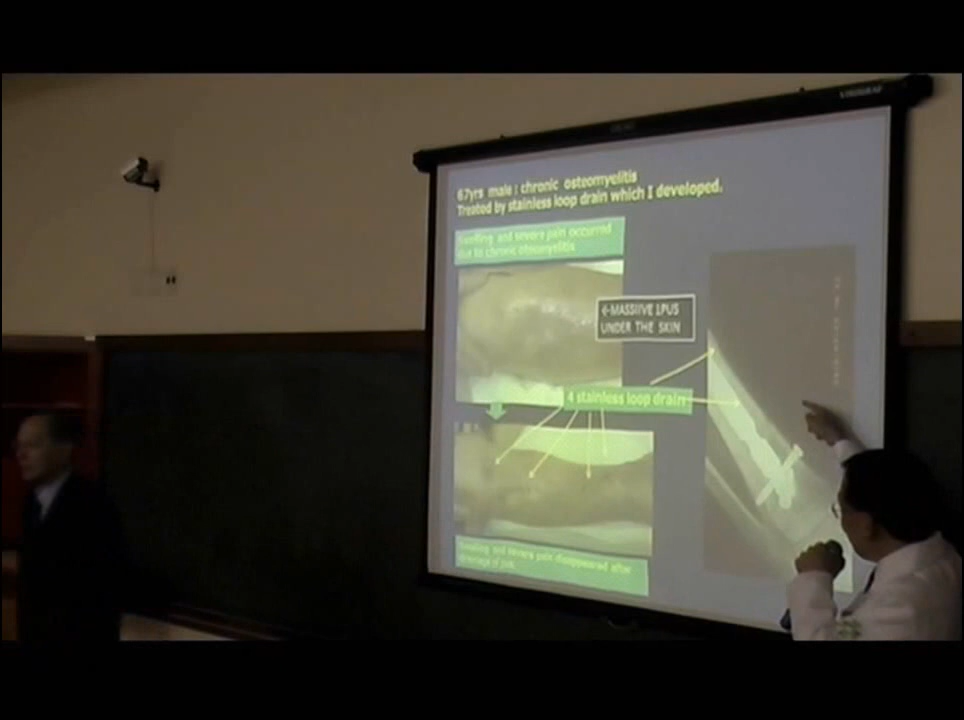 67yrs male : chronic osteomyelitis
Treated by stainless loop drain which I developed.
Swelling and severe pain occurred
due to chronic osteomyelitis
←MASSIIVE 1PUS
UNDER THE SKIN
4 stainless loop drain
Swelling and severe pain disappeared after
drainage of pus.